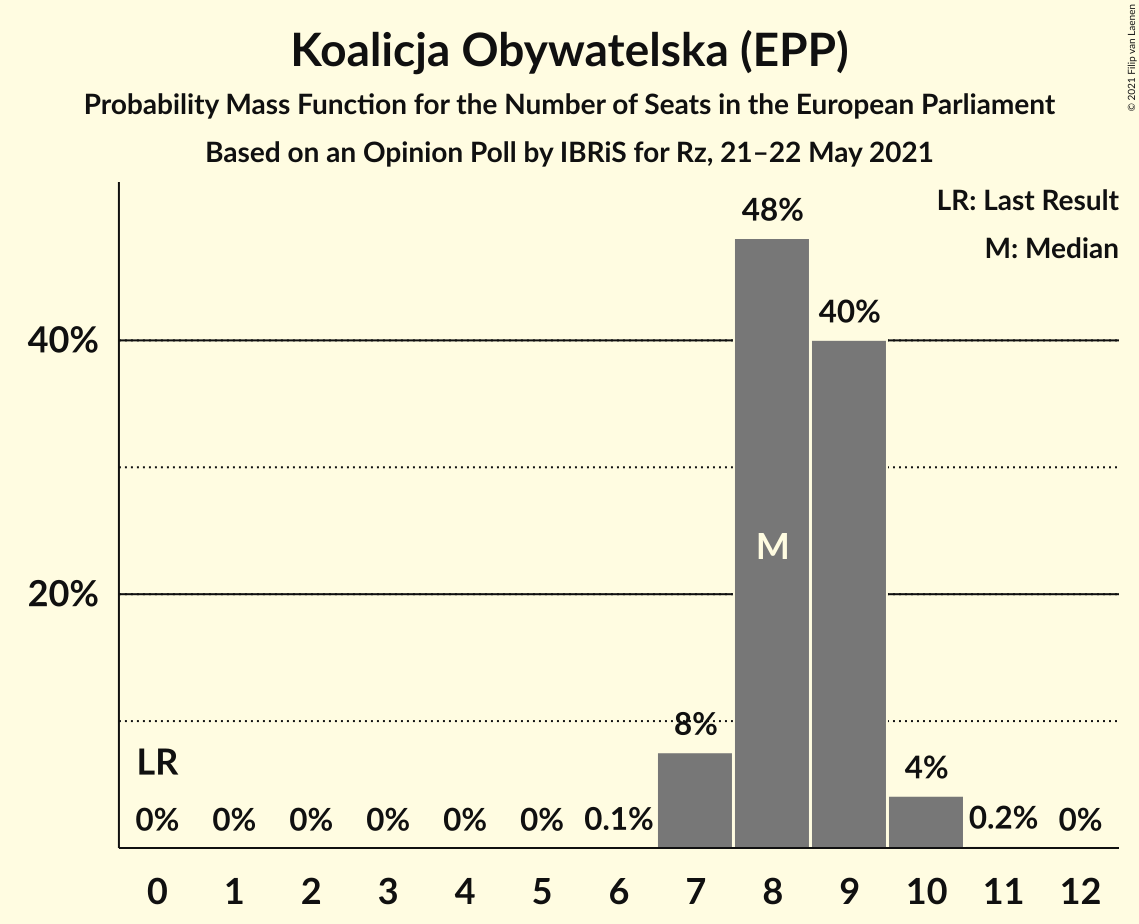 Koalicja Obywatelska (EPP)
Probability Mass Function for the Number of Seats in the European Parliament
Based on an Opinion Poll by IBRiS for Rz, 21–22 May 2021
© 2021 Filip van Laenen
LR: Last Result
M: Median
48%
40%
40%
M
20%
8%
LR
4%
0% 0% 0% 0% 0% 0% 0.1% 0.2% 0%
0 1 2 3 4 5 6 7 8 9 10 11 12